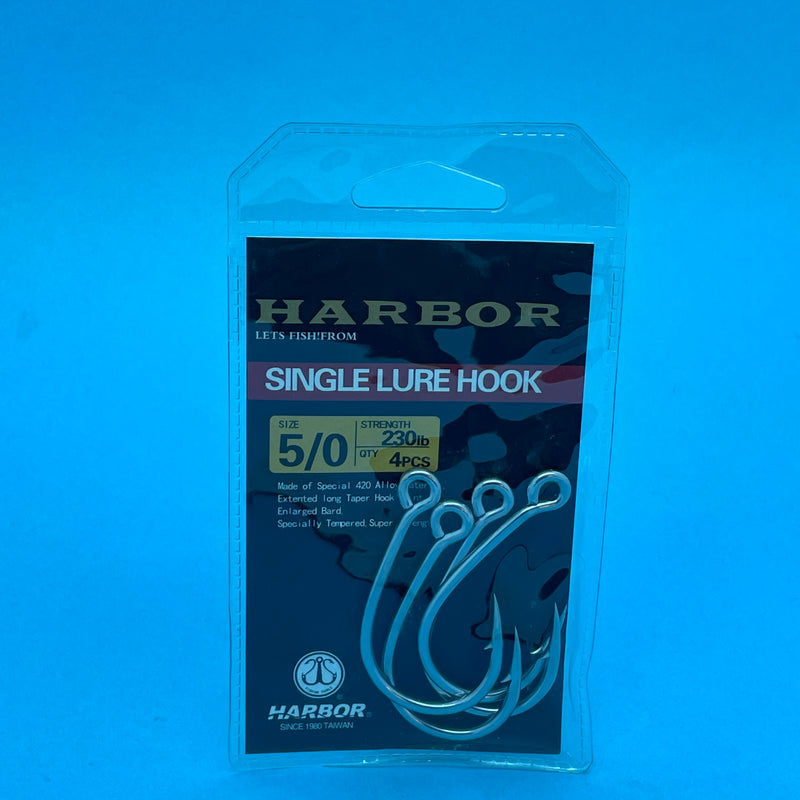 HARBOR
LETS FISH!FROM
SINGLE LURE HOOK
SIZE
5/0
STRENGTH
230lb
QTY
4PCS
Made of Special 420 Alloy
Extented long Taper Hook
Enlarged Bard.
Specially Tempered,Super
HARBOR®
SINCE 1980 TAIWAN